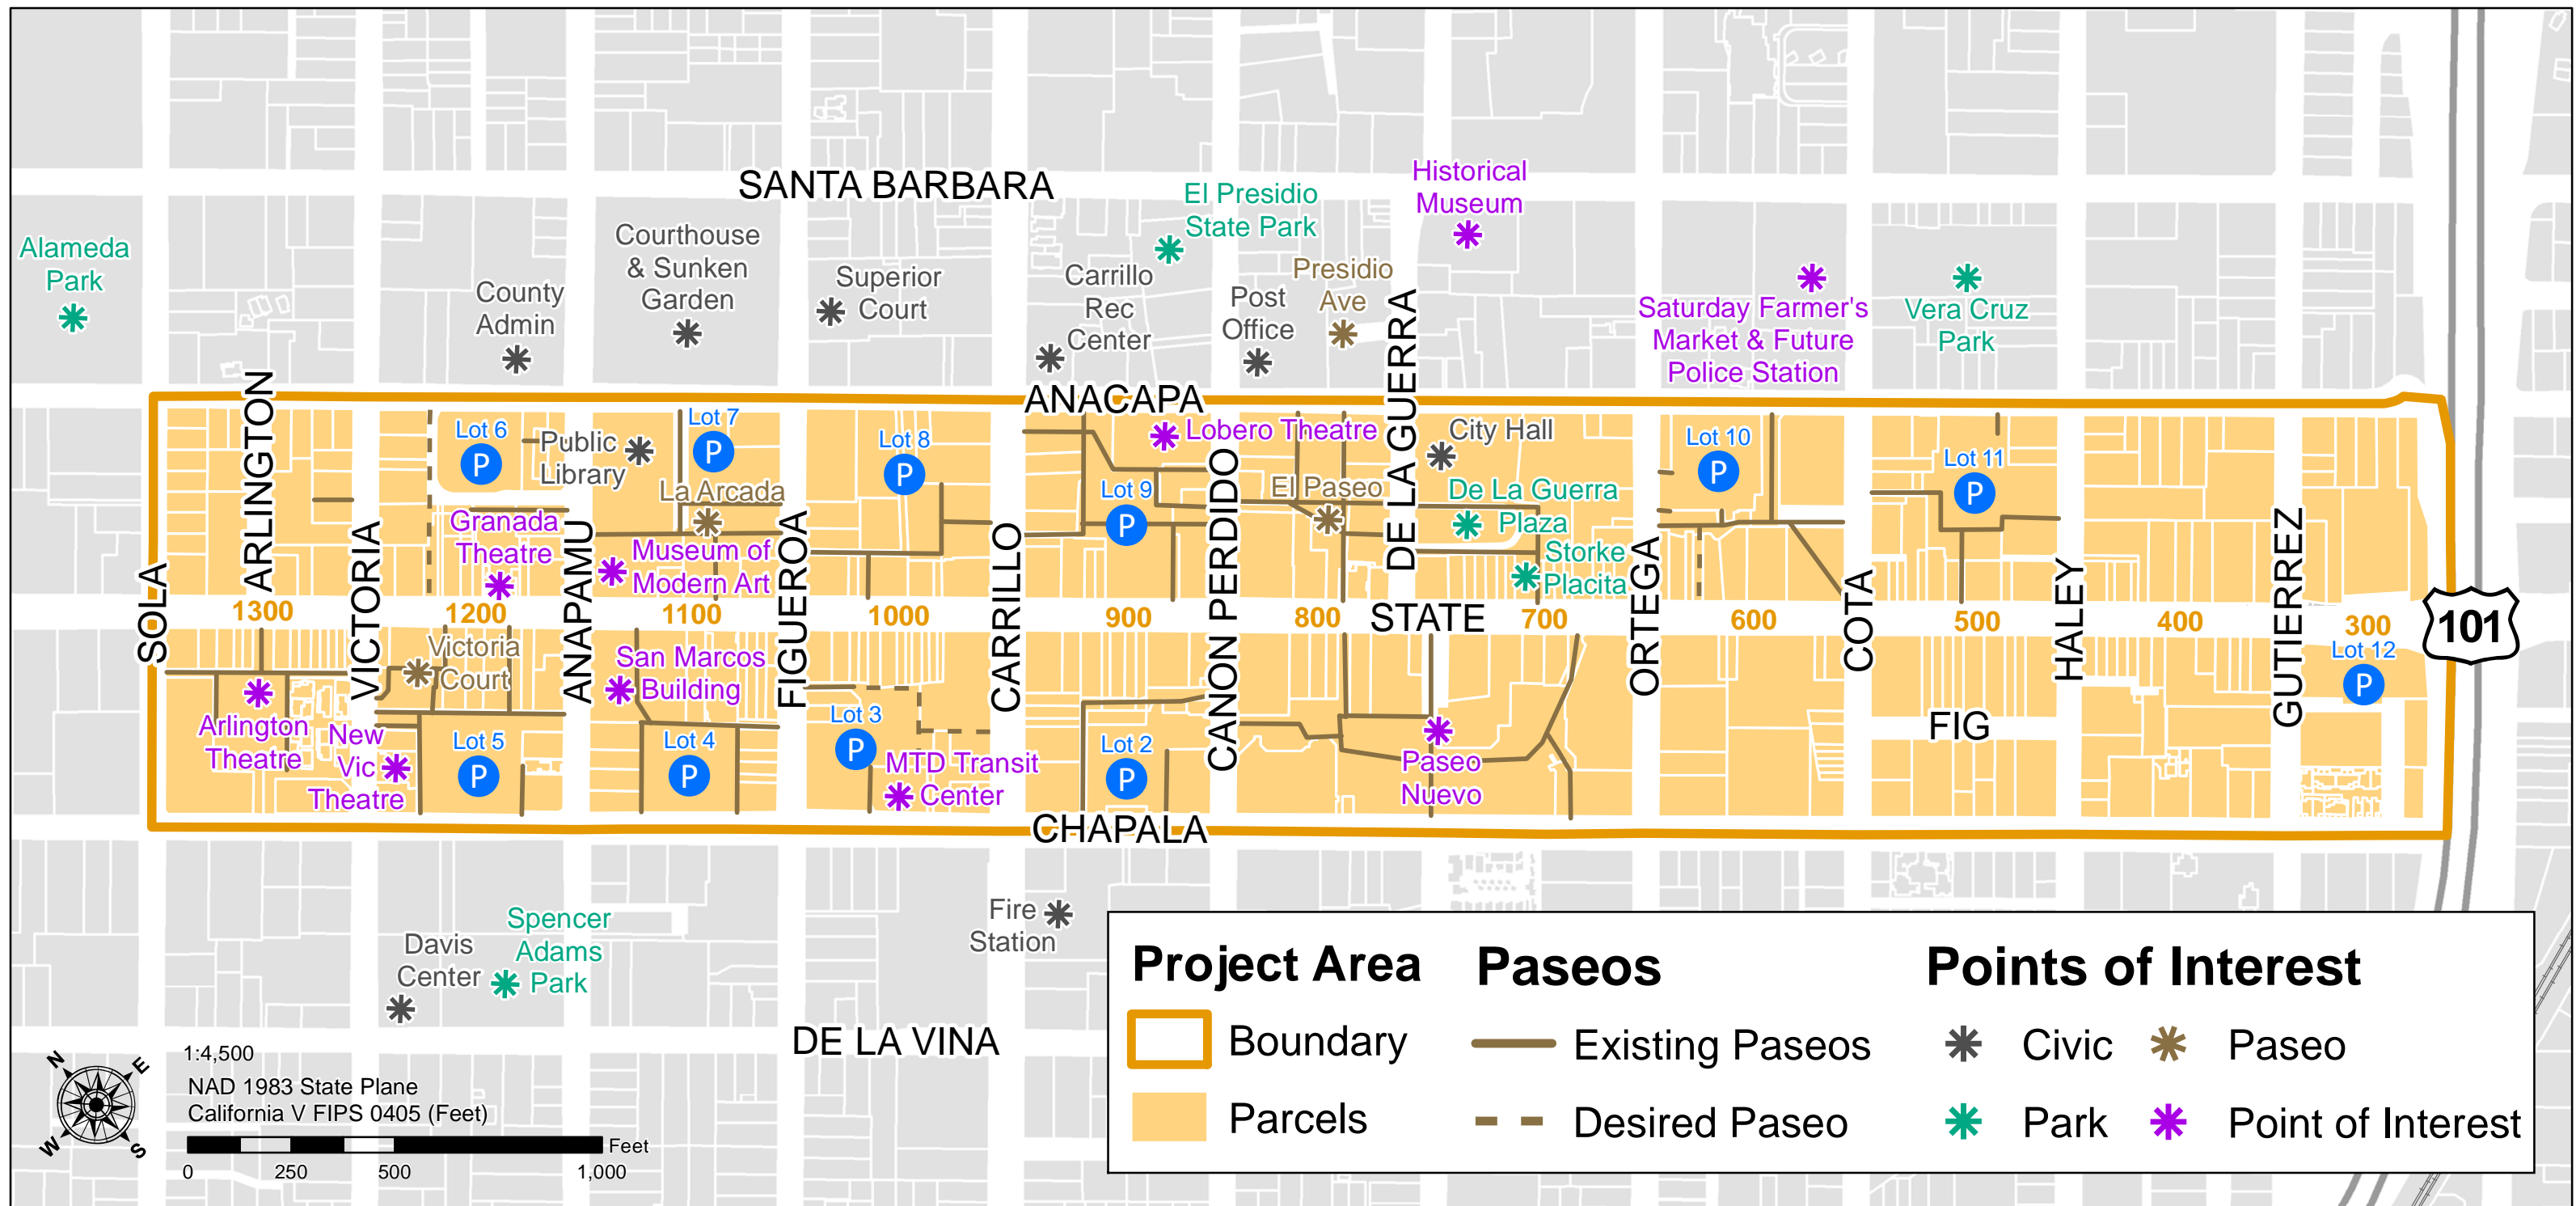 SANTA BARBARA
Historical
Museum
El Presidio
State Park
Alameda
Park
Courthouse
& Sunken
Garden
County
Admin
Superior
Court
Carrillo
Rec
Center
Post
Office
Presidio
Ave
Saturday Farmer's
Market & Future
Police Station
Vera Cruz
Park
ANACAPA
ARLINGTON
DE LA GUERRA
Lot 6
P
Public
Library
Lot 7
P
Lot 8
P
Lobero Theatre
City Hall
Lot 10
P
Lot 11
P
La Arcada
Lot 9
P
El Paseo
De La Guerra
Plaza
Granada
Theatre
Museum of
Modern Art
Storke
Placita
SOLA
VICTORIA
ANAPAMU
FIGUEROA
CARRILLO
CANON PERDIDO
ORTEGA
COTA
HALEY
GUTIERREZ
1300
1200
1100
1000
900
800
STATE
700
600
500
400
300
101
Victoria
Court
San Marcos
Building
Lot 12
P
Arlington
Theatre
New
Vic
Theatre
Lot 5
P
Lot 4
P
Lot 3
P
MTD Transit
Center
Lot 2
P
Paseo
Nuevo
FIG
CHAPALA
Fire
Station
Davis
Center
Spencer
Adams
Park
DE LA VINA
N
E
W
S
1:4,500
NAD 1983 State Plane
California V FIPS 0405 (Feet)
Feet
0 250 500 1,000
Project Area
Boundary
Parcels
Paseos
Existing Paseos
Desired Paseo
Points of Interest
Civic
Paseo
Park
Point of Interest